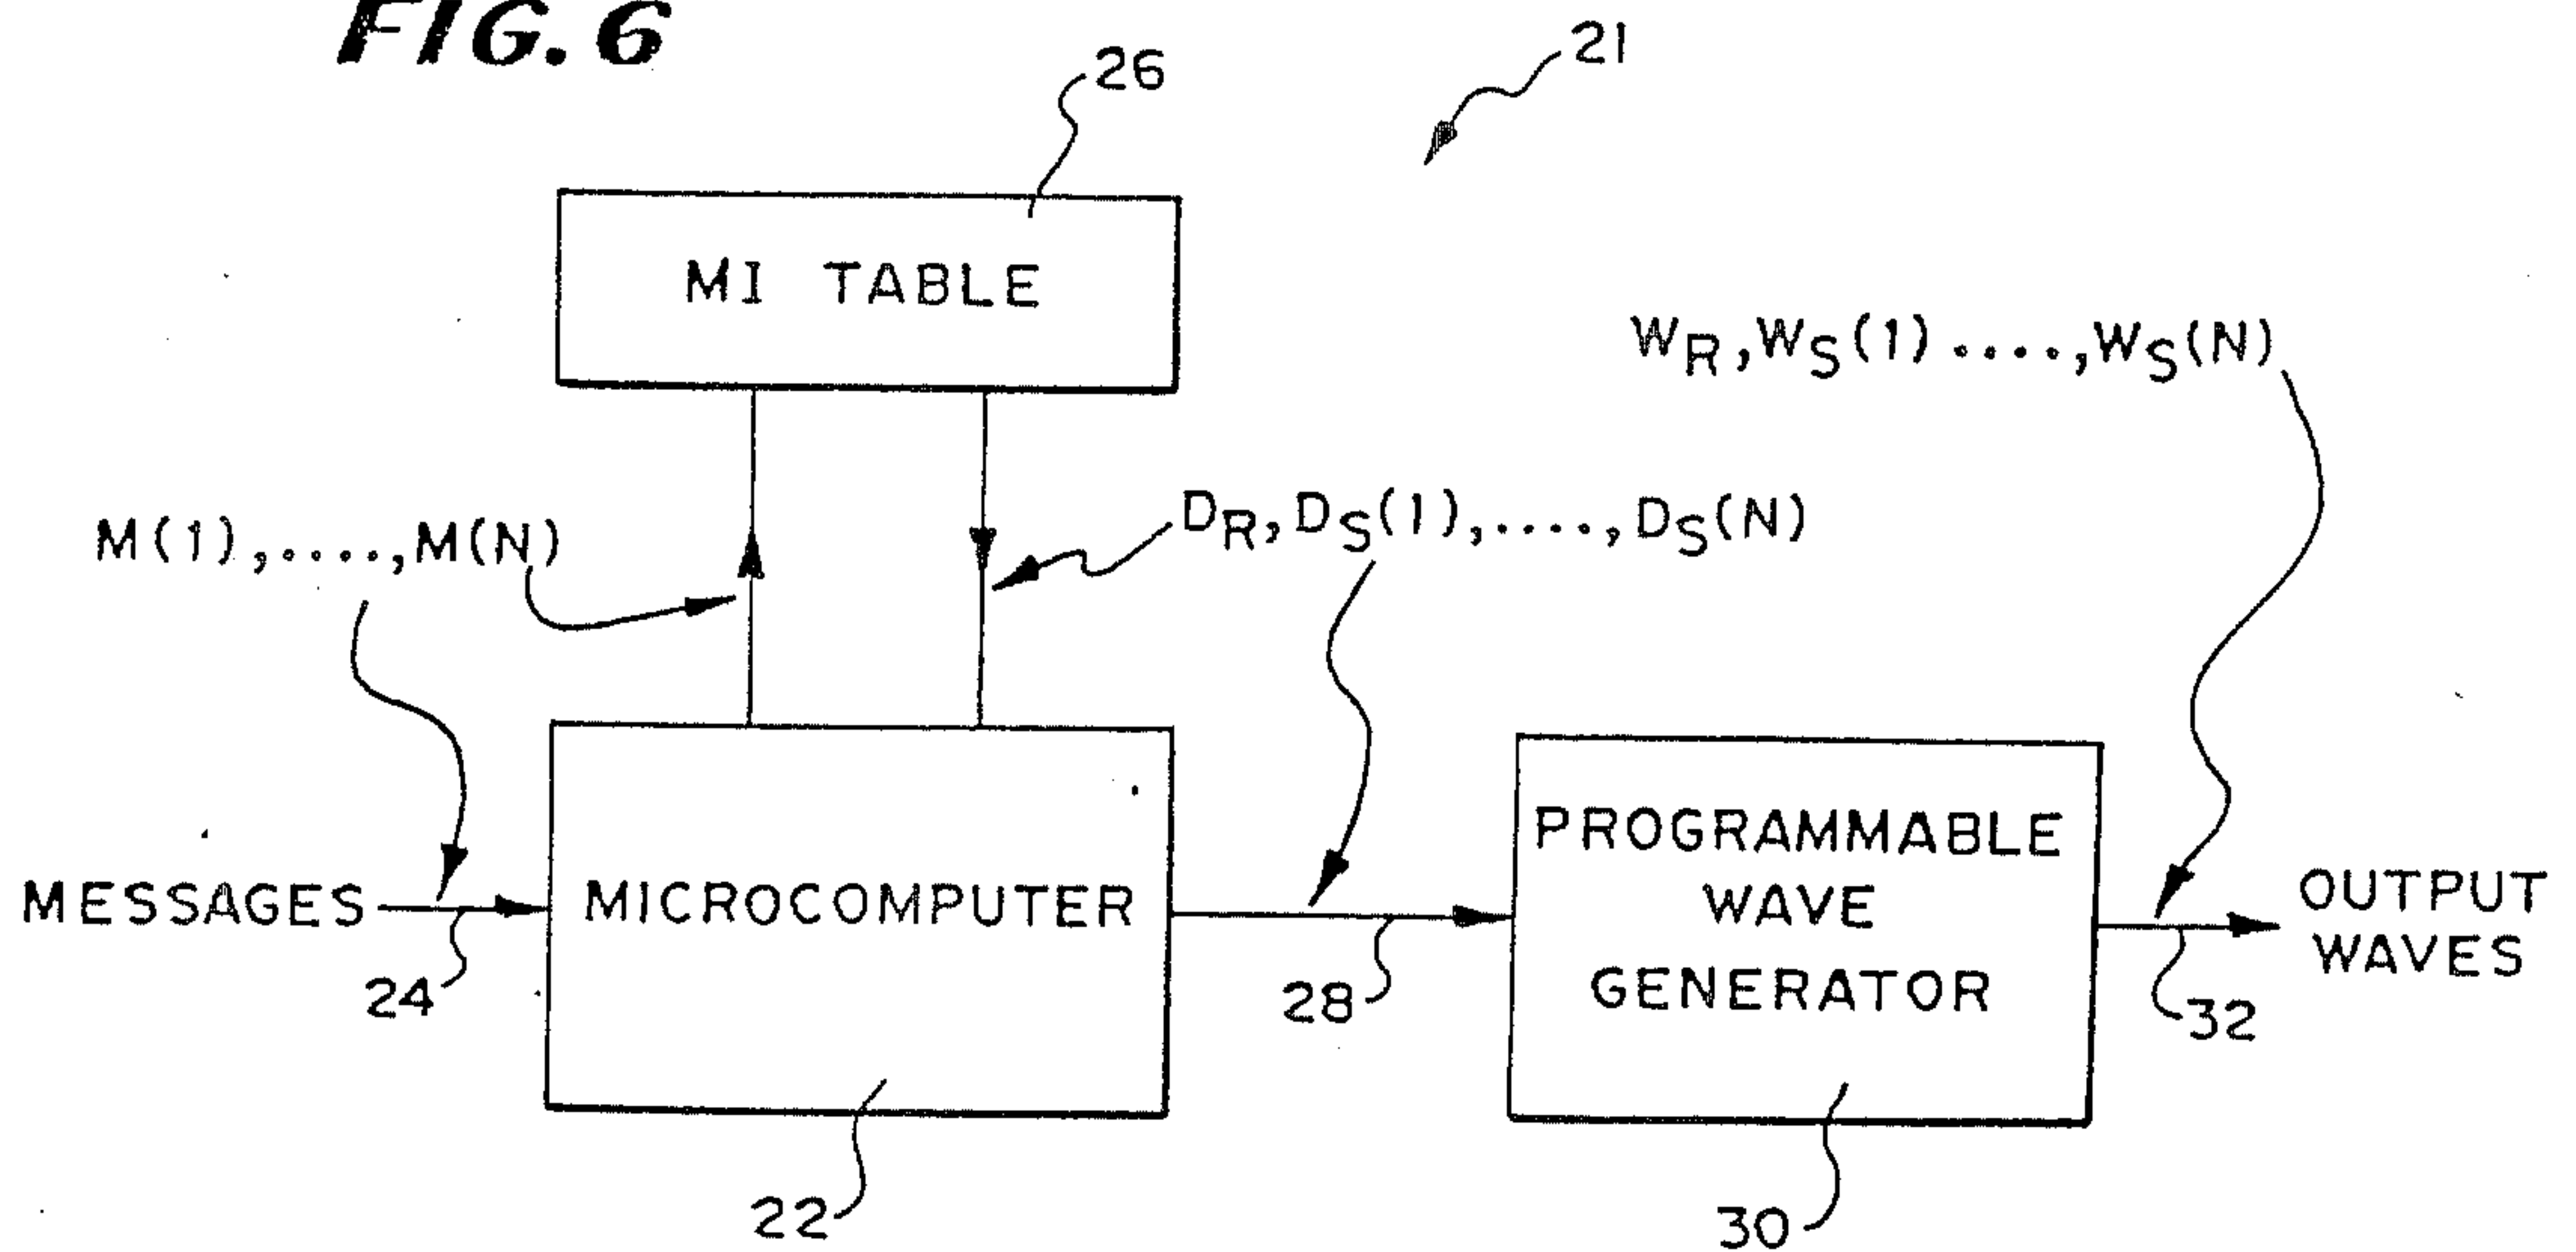 FIG. 6
26
21
MI TABLE
W_R, W_S(1) ...., W_S(N)
M(1), ...., M(N)
D_R, D_S(1), ...., D_S(N)
MESSAGES
24
MICROCOMPUTER
22
28
PROGRAMMABLE
WAVE
GENERATOR
30
OUTPUT
WAVES
32